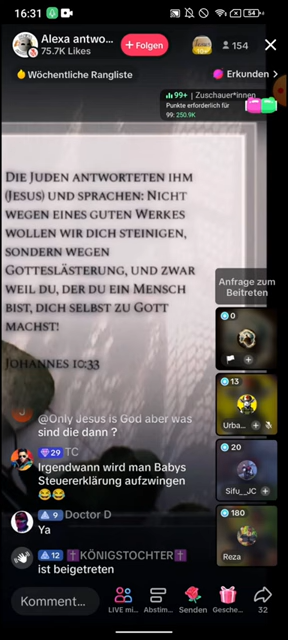 16:31
54
Alexa antwo...
75.7K Likes
+ Folgen
154
Wöchentliche Rangliste
Erkunden >
99+ | Zuschauer*innen
Punkte erforderlich für
99: 250.9K
Die Juden antworteten ihm
(Jesus) und sprachen: Nicht
wegen eines guten Werkes
wollen wir dich steinigen,
sondern wegen
Gotteslästerung, und zwar
weil du, der du ein Mensch
bist, dich selbst zu Gott
machst!
Johannes 10:33
Anfrage zum
Beitreten
0
13
Urba...
20
Sifu_JC
180
Reza
@Only Jesus is God aber was
sind die dann ?
29 TC
Irgendwann wird man Babys
Steuererklärung aufzwingen
😂😂
9 Doctor D
Ya
12 ✝️KÖNIGSTOCHTER✝️
ist beigetreten
Komment...
LIVE mi...
Abstim...
Senden
Gesche...
32